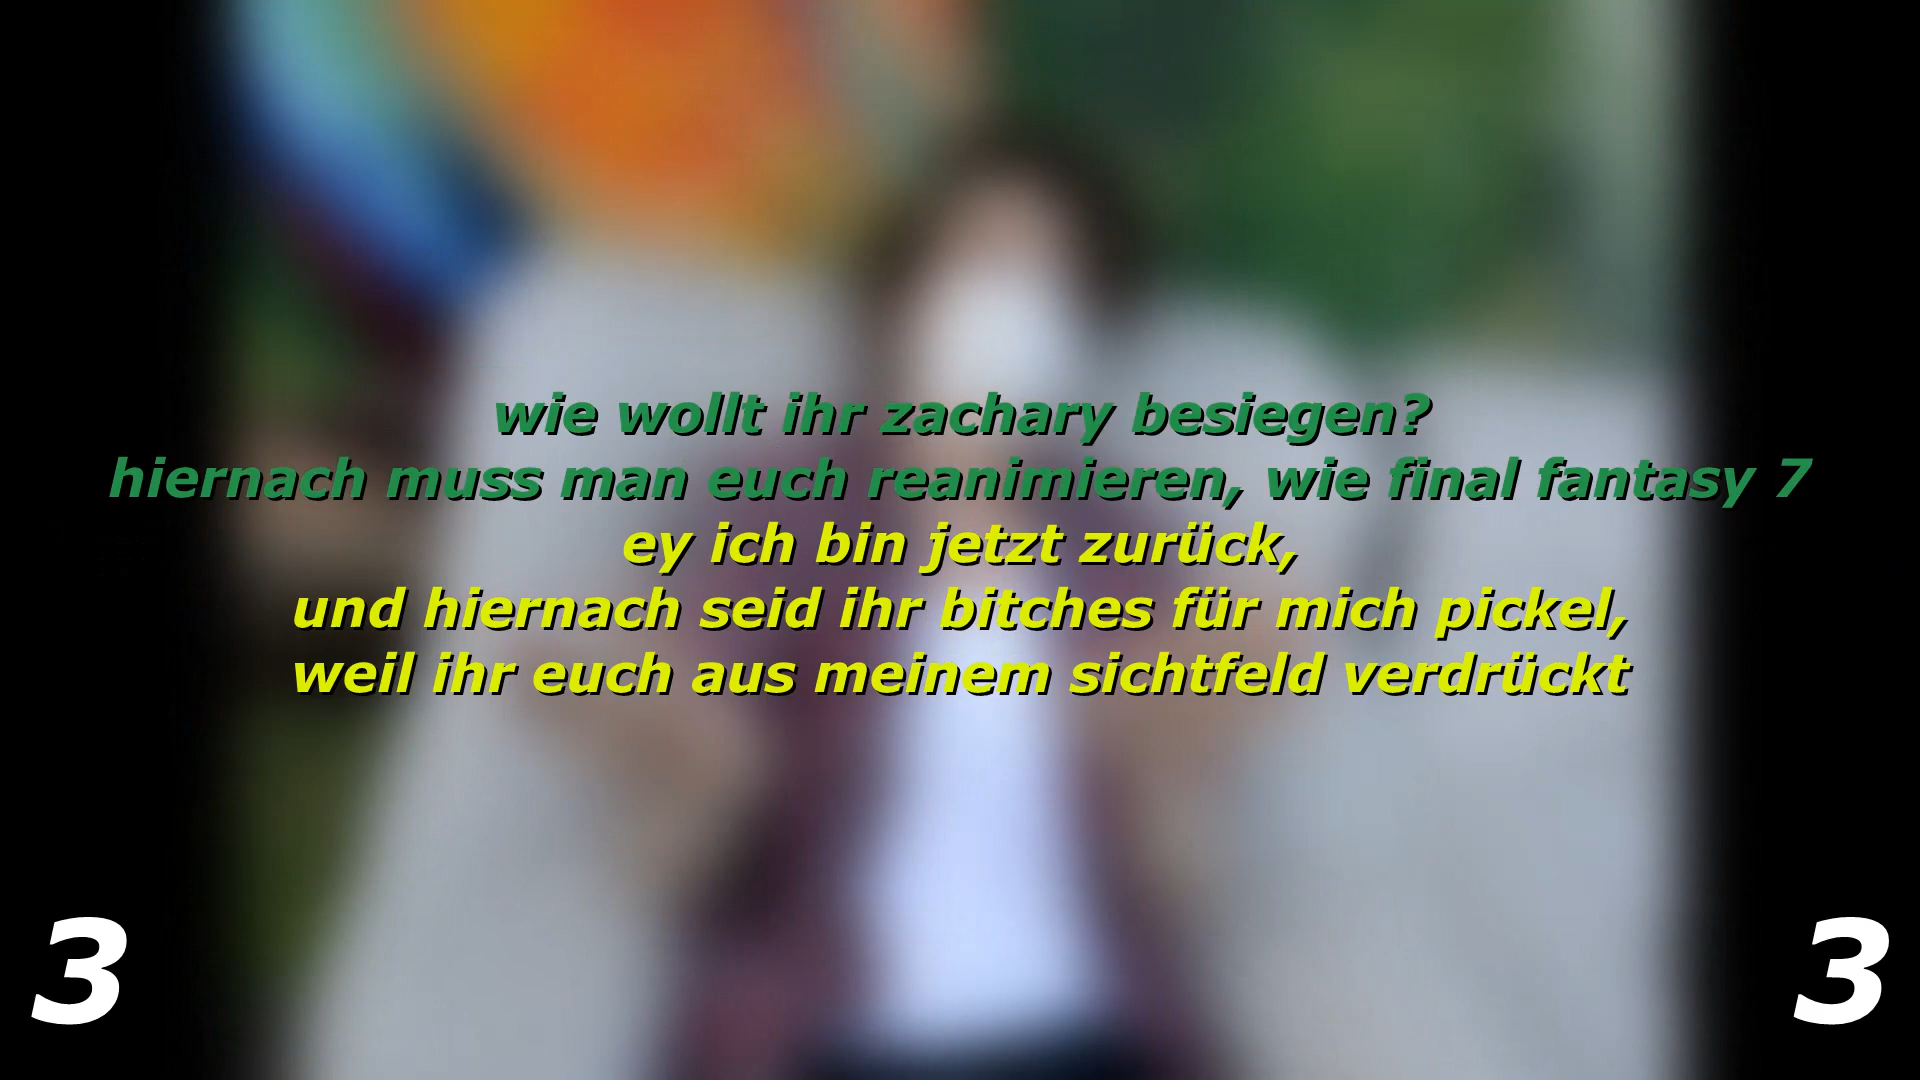 wie wollt ihr zachary besiegen?
hiernach muss man euch reanimieren, wie final fantasy 7
ey ich bin jetzt zurück,
und hiernach seid ihr bitches für mich pickel,
weil ihr euch aus meinem sichtfeld verdrückt
3 3